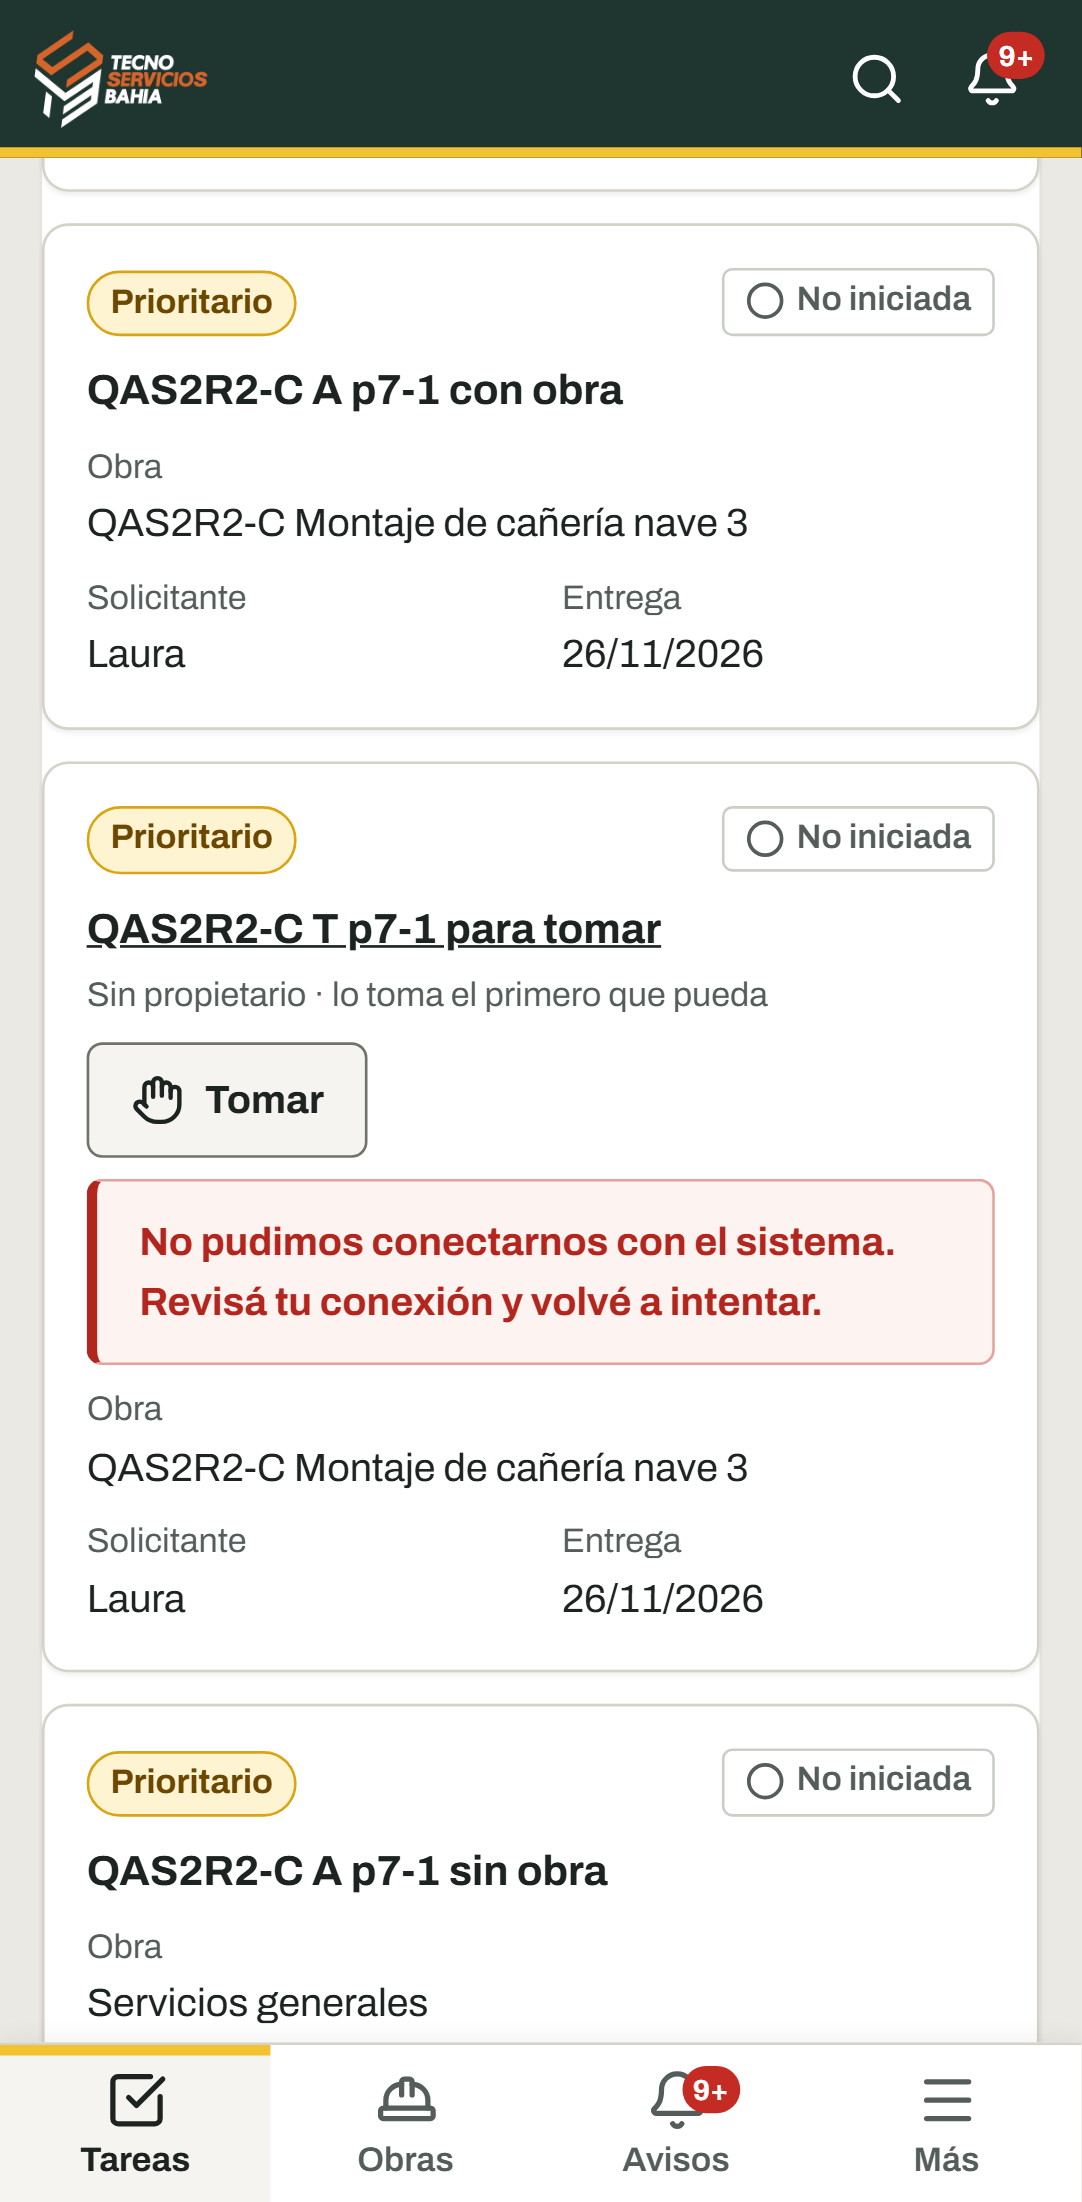 TECNO
SERVICIOS
BAHIA
9+
Prioritario
No iniciada
QAS2R2-C A p7-1 con obra
Obra
QAS2R2-C Montaje de cañería nave 3
Solicitante
Entrega
Laura
26/11/2026
Prioritario
No iniciada
QAS2R2-C T p7-1 para tomar
Sin propietario · lo toma el primero que pueda
Tomar
No pudimos conectarnos con el sistema.
Revisá tu conexión y volvé a intentar.
Obra
QAS2R2-C Montaje de cañería nave 3
Solicitante
Entrega
Laura
26/11/2026
Prioritario
No iniciada
QAS2R2-C A p7-1 sin obra
Obra
Servicios generales
9+
Tareas
Obras
Avisos
Más